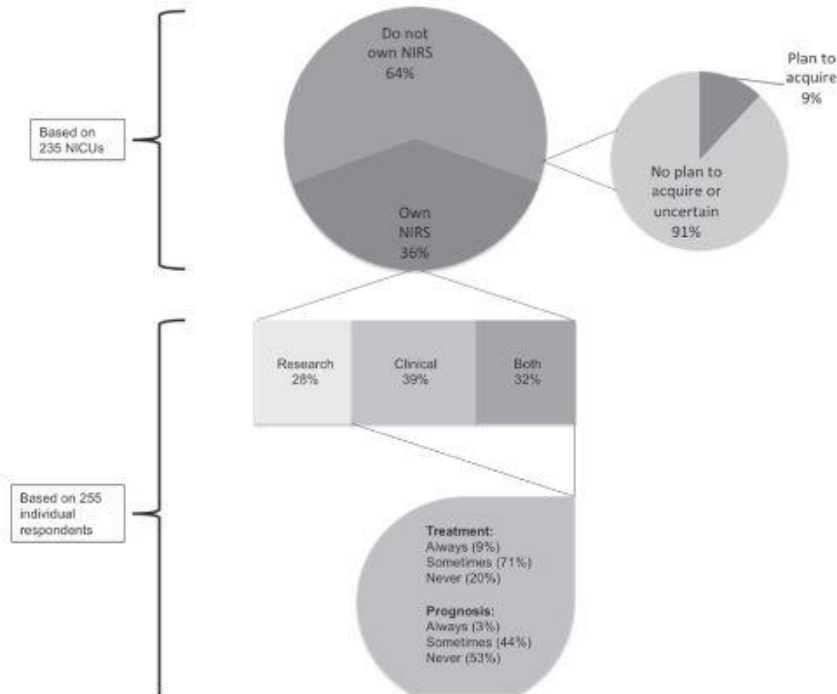 Do not
own NIRS
64%
Plan to
acquire
9%
Based on
235 NICUs
No plan to
acquire or
uncertain
91%
Own
NIRS
36%
Research
28%
Clinical
39%
Both
32%
Based on 255
individual
respondents
Treatment:
Always (9%)
Sometimes (71%)
Never (20%)
Prognosis:
Always (3%)
Sometimes (44%)
Never (53%)